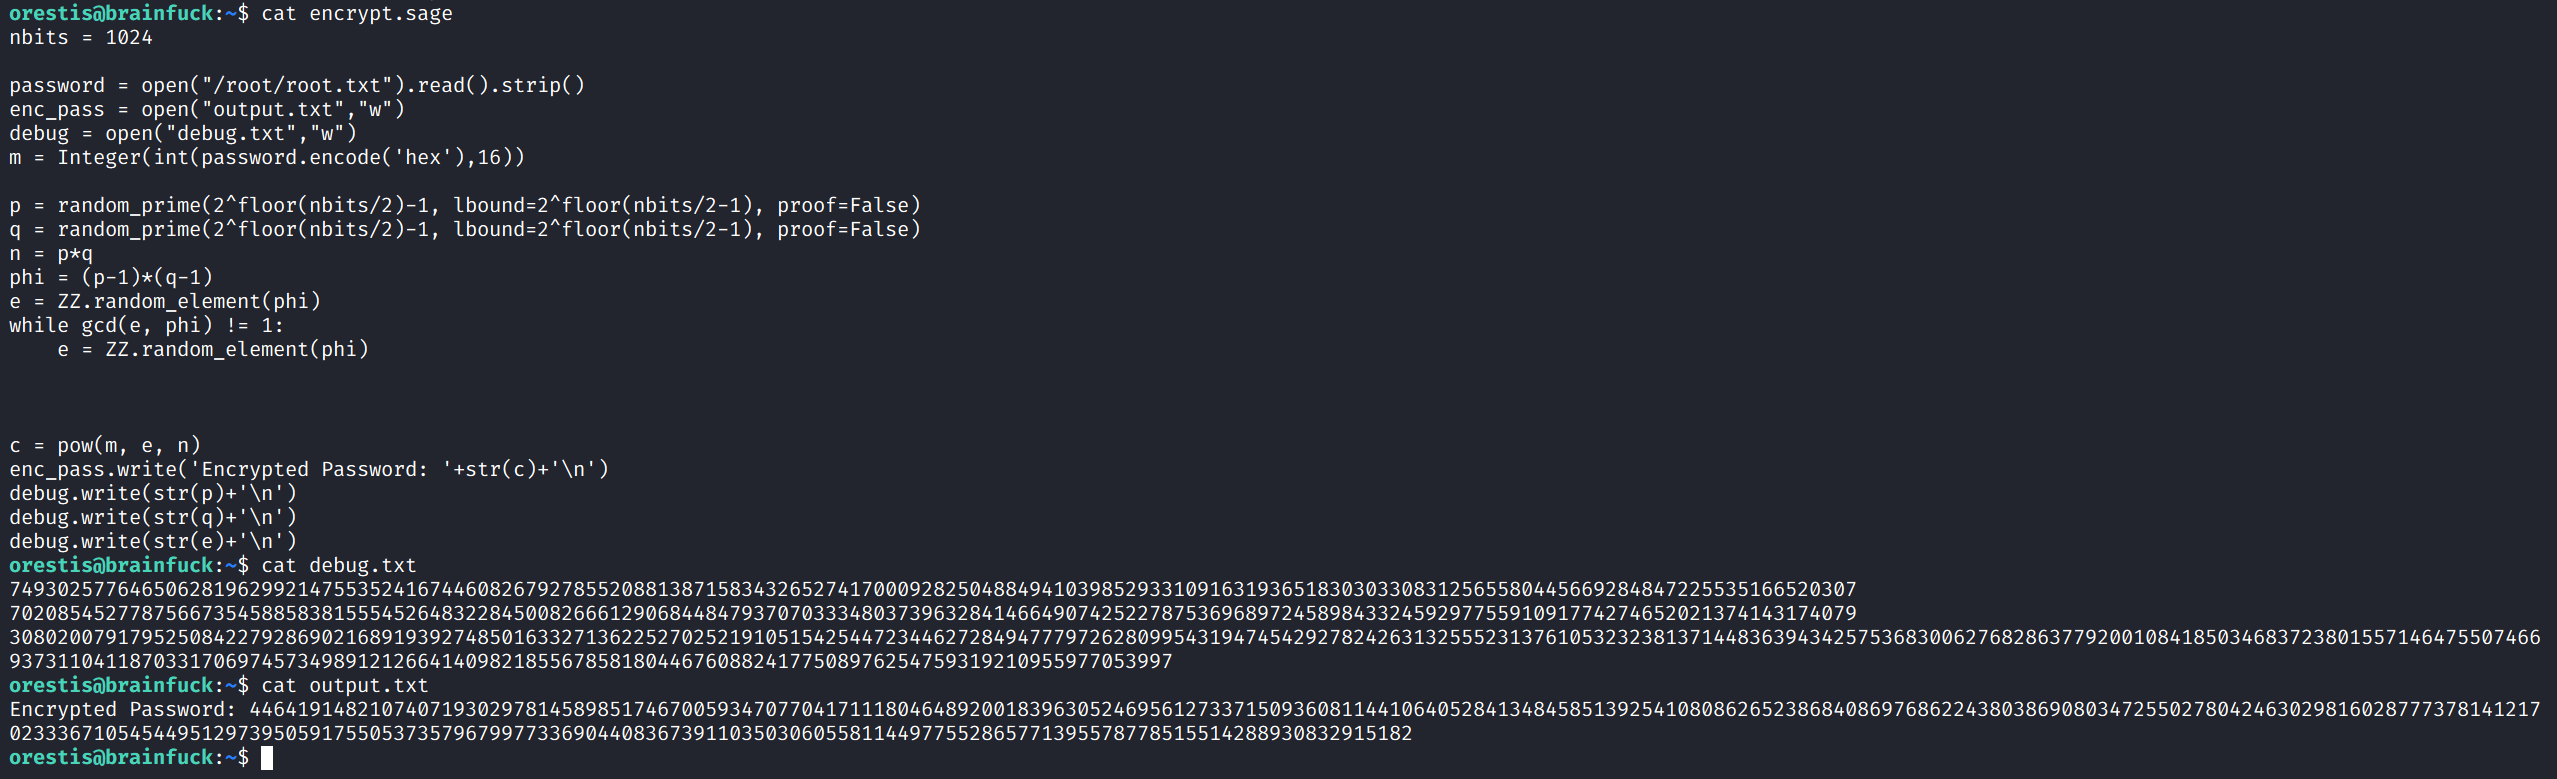 orestis@brainfuck:~$ cat encrypt.sage
nbits = 1024
password = open("/root/root.txt").read().strip()
enc_pass = open("output.txt","w")
debug = open("debug.txt","w")
m = Integer(int(password.encode('hex'),16))
p = random_prime(2^floor(nbits/2)-1, lbound=2^floor(nbits/2-1), proof=False)
q = random_prime(2^floor(nbits/2)-1, lbound=2^floor(nbits/2-1), proof=False)
n = p*q
phi = (p-1)*(q-1)
e = ZZ.random_element(phi)
while gcd(e, phi) != 1:
    e = ZZ.random_element(phi)
c = pow(m, e, n)
enc_pass.write('Encrypted Password: '+str(c)+'\n')
debug.write(str(p)+'\n')
debug.write(str(q)+'\n')
debug.write(str(e)+'\n')
orestis@brainfuck:~$ cat debug.txt
7493025776465062819629921475535241674460826792785520881387158343265274170009282504884941039852933109163193651830303308312565580445669284847225535166520307
7020854527787566735458858381555452648322845008266612906844847937070333480373963284146649074252278753696897245898433245929775591091774274652021374143174079
30802007917952508422792869021689193927485016332713622527025219105154254472344627284947779726280995431947454292782426313255523137610532323813714483639434257536830062768286377920010841850346837238015571464755074669373110411870331706974573498912126641409821855678581804467608824177508976254759319210955977053997
orestis@brainfuck:~$ cat output.txt
Encrypted Password: 44641914821074071930297814589851746700593470770417111804648920018396305246956127337150936081144106405284134845851392541080862652386840869768622438038690803472550278042463029816028777378141217023336710545449512973950591755053735796799773369044083673911035030605581144977552865771395578778515514288930832915182
orestis@brainfuck:~$